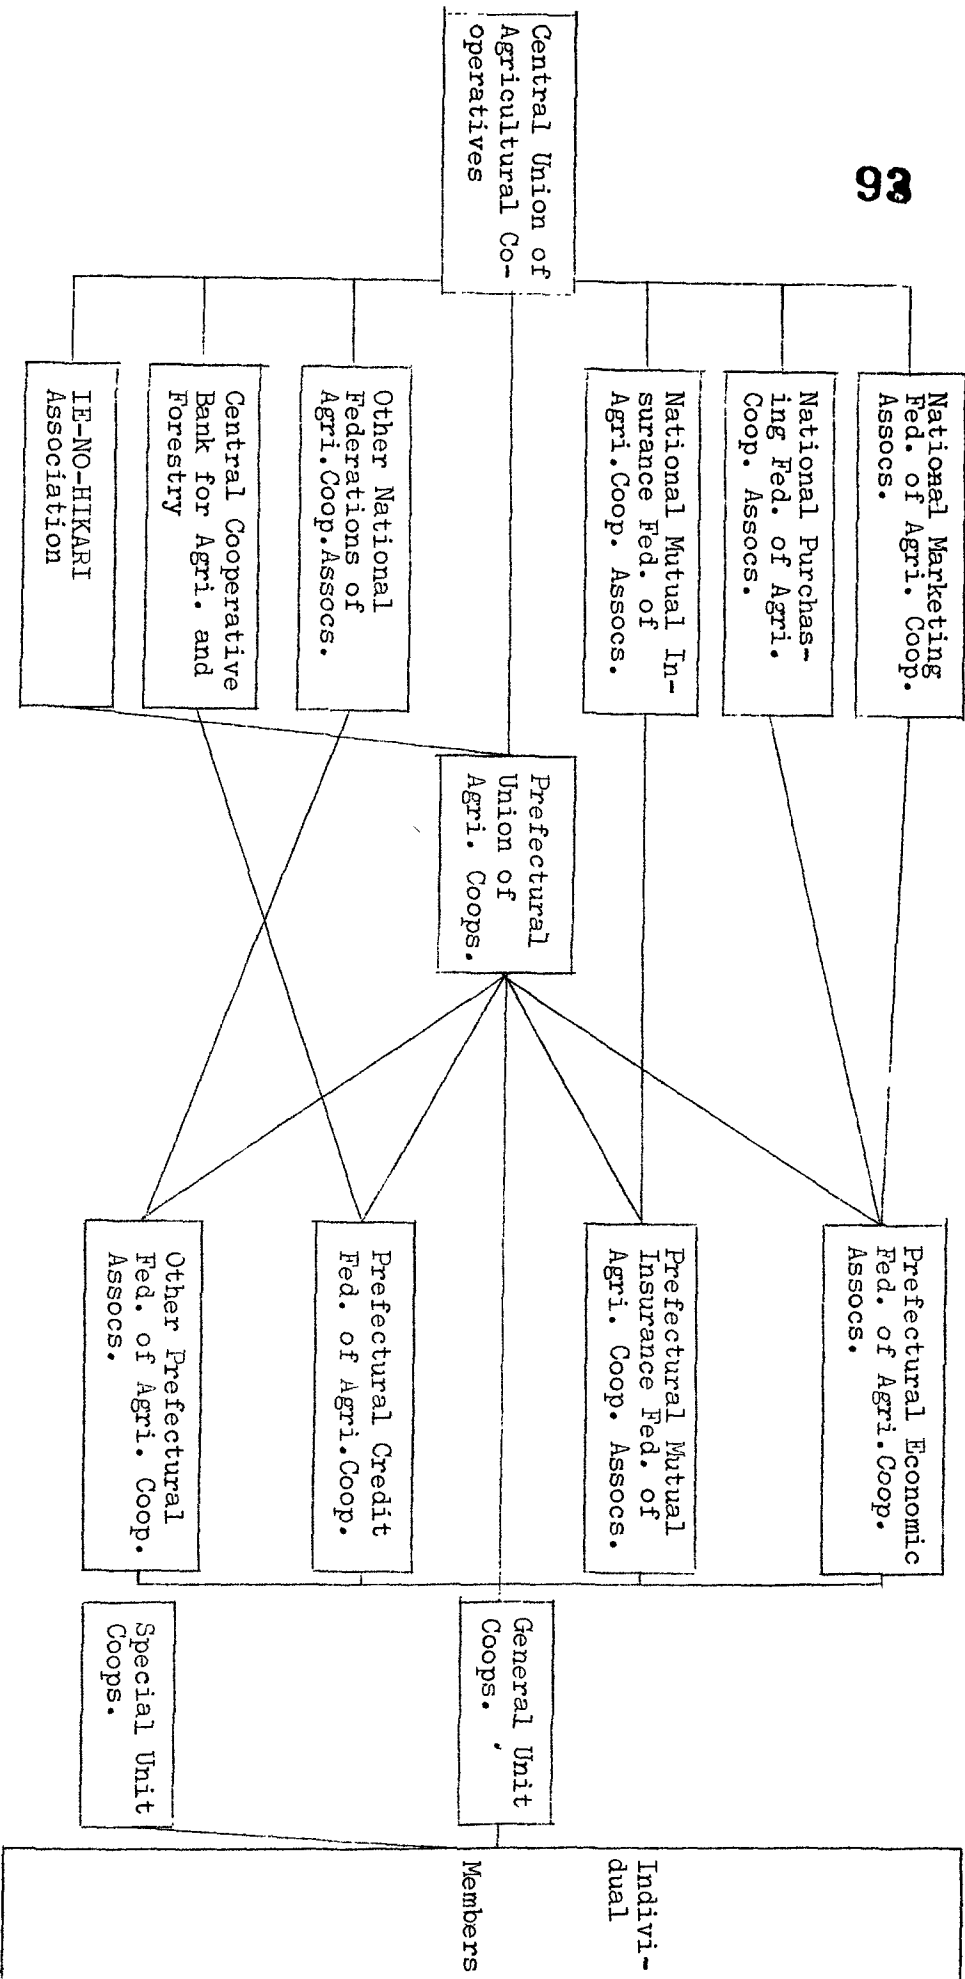 93
Central Union of
Agricultural Co-
operatives
National Marketing
Fed. of Agri. Coop.
Assocs.
National Purchas-
ing Fed. of Agri.
Coop. Assocs.
National Mutual In-
surance Fed. of
Agri.Coop. Assocs.
Other National
Federations of
Agri.Coop.Assocs.
Central Cooperative
Bank for Agri. and
Forestry
IE-NO-HIKARI
Association
Prefectural
Union of
Agri. Coops.
Prefectural Economic
Fed. of Agri.Coop.
Assocs.
Prefectural Mutual
Insurance Fed. of
Agri. Coop. Assocs.
Prefectural Credit
Fed. of Agri.Coop.
Other Prefectural
Fed. of Agri. Coop.
Assocs.
General Unit
Coops.
Special Unit
Coops.
Indivi-
dual
Members